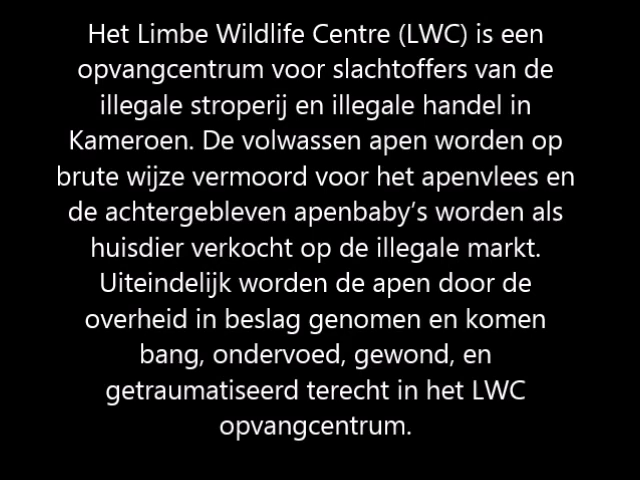 Het Limbe Wildlife Centre (LWC) is een
opvangcentrum voor slachtoffers van de
illegale stroperij en illegale handel in
Kameroen. De volwassen apen worden op
brute wijze vermoord voor het apenvlees en
de achtergebleven apenbaby’s worden als
huisdier verkocht op de illegale markt.
Uiteindelijk worden de apen door de
overheid in beslag genomen en komen
bang, ondervoed, gewond, en
getraumatiseerd terecht in het LWC
opvangcentrum.